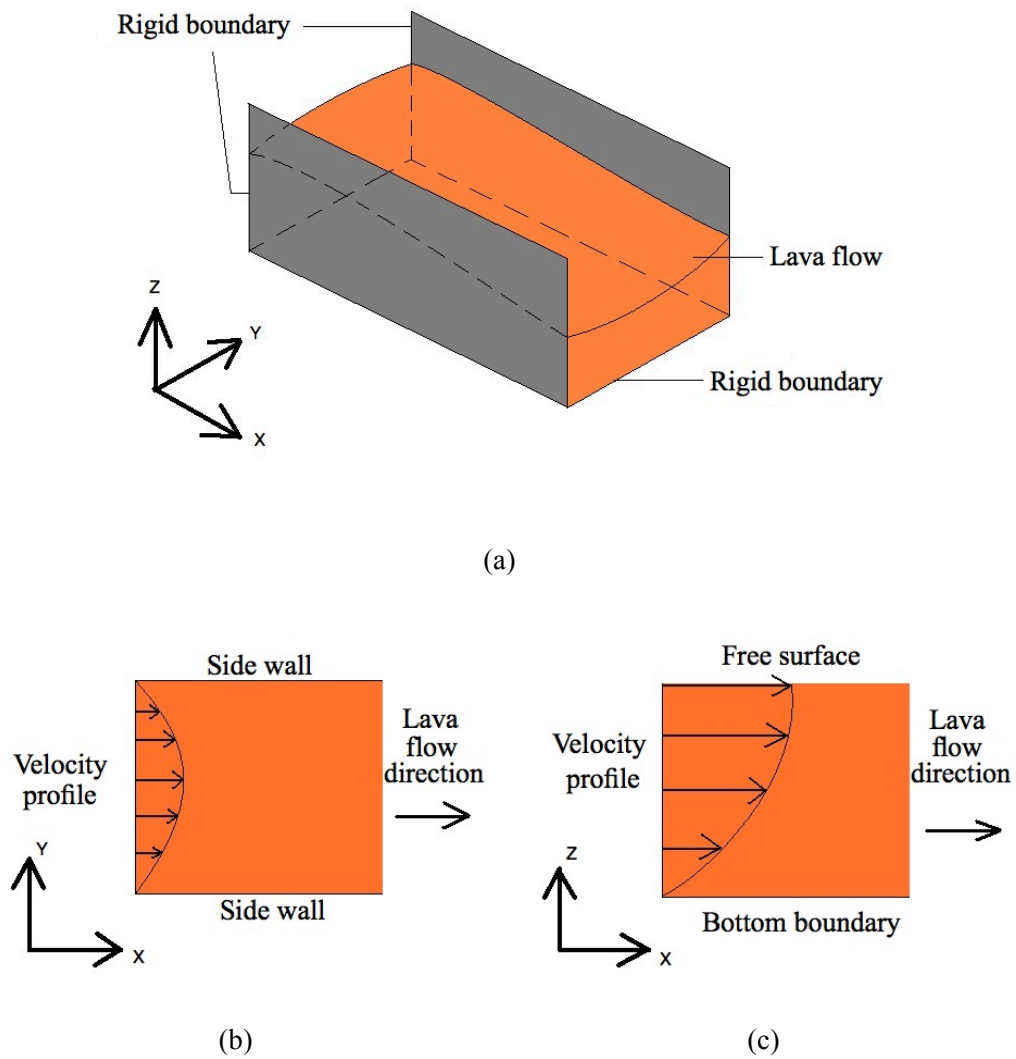 Rigid boundary
Lava flow
Rigid boundary
Z
Y
X
(a)
Side wall
Velocity
profile
Lava
flow
direction
Y
X
Side wall
(b)
Free surface
Velocity
profile
Lava
flow
direction
Z
X
Bottom boundary
(c)